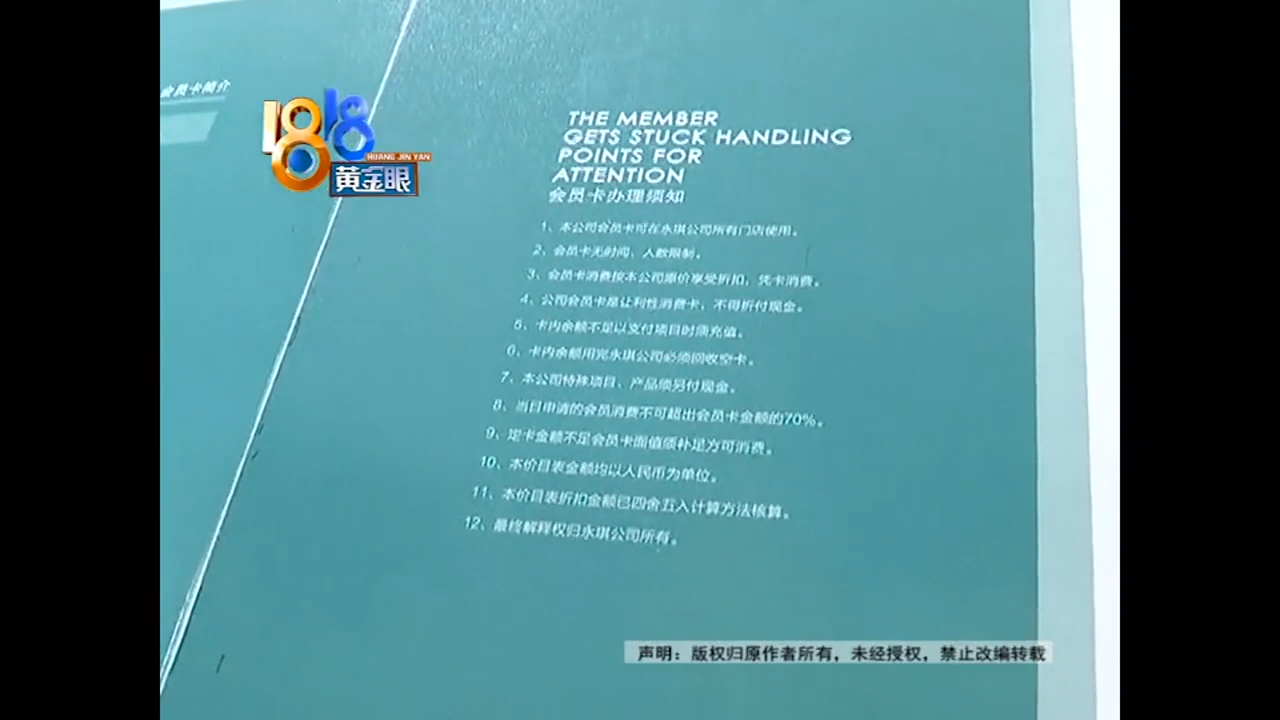 会员卡简介
1818
HUANG JIN YAN
黄金眼
THE MEMBER
GETS STUCK HANDLING
POINTS FOR
ATTENTION
会员卡办理须知
1、本公司会员卡可在永琪公司所有门店使用。
2、会员卡无时间、人数限制。
3、会员卡消费按本公司原价享受折扣，凭卡消费。
4、公司会员卡是让利性消费卡，不得折付现金。
5、卡内余额不足以支付项目时须充值。
6、卡内余额用完永琪公司必须回收空卡。
7、本公司特殊项目、产品须另付现金。
8、当日申请的会员消费不可超出会员卡金额的70%。
9、定卡金额不足会员卡面值须补足方可消费。
10、本价目表金额均以人民币为单位。
11、本价目表折扣金额已四舍五入计算方法核算。
12、最终解释权归永琪公司所有。
声明：版权归原作者所有，未经授权，禁止改编转载